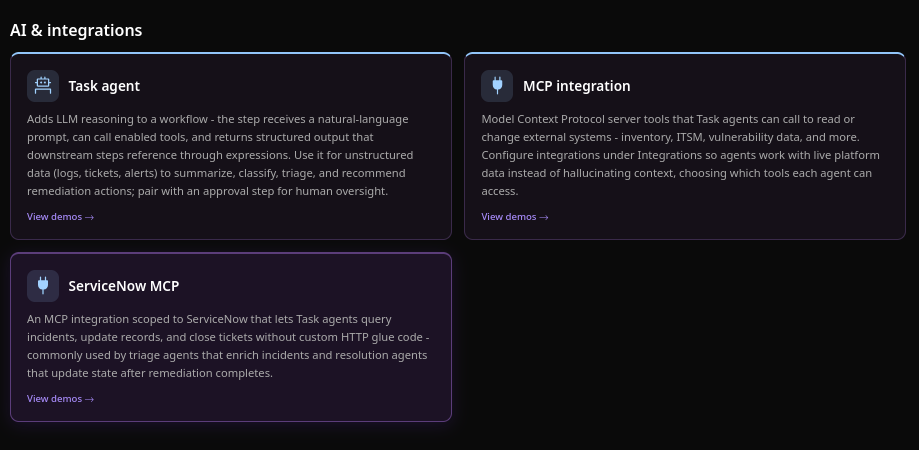 AI & integrations
Task agent
Adds LLM reasoning to a workflow - the step receives a natural-language
prompt, can call enabled tools, and returns structured output that
downstream steps reference through expressions. Use it for unstructured
data (logs, tickets, alerts) to summarize, classify, triage, and recommend
remediation actions; pair with an approval step for human oversight.
View demos →
MCP integration
Model Context Protocol server tools that Task agents can call to read or
change external systems - inventory, ITSM, vulnerability data, and more.
Configure integrations under Integrations so agents work with live platform
data instead of hallucinating context, choosing which tools each agent can
access.
View demos →
ServiceNow MCP
An MCP integration scoped to ServiceNow that lets Task agents query
incidents, update records, and close tickets without custom HTTP glue code -
commonly used by triage agents that enrich incidents and resolution agents
that update state after remediation completes.
View demos →